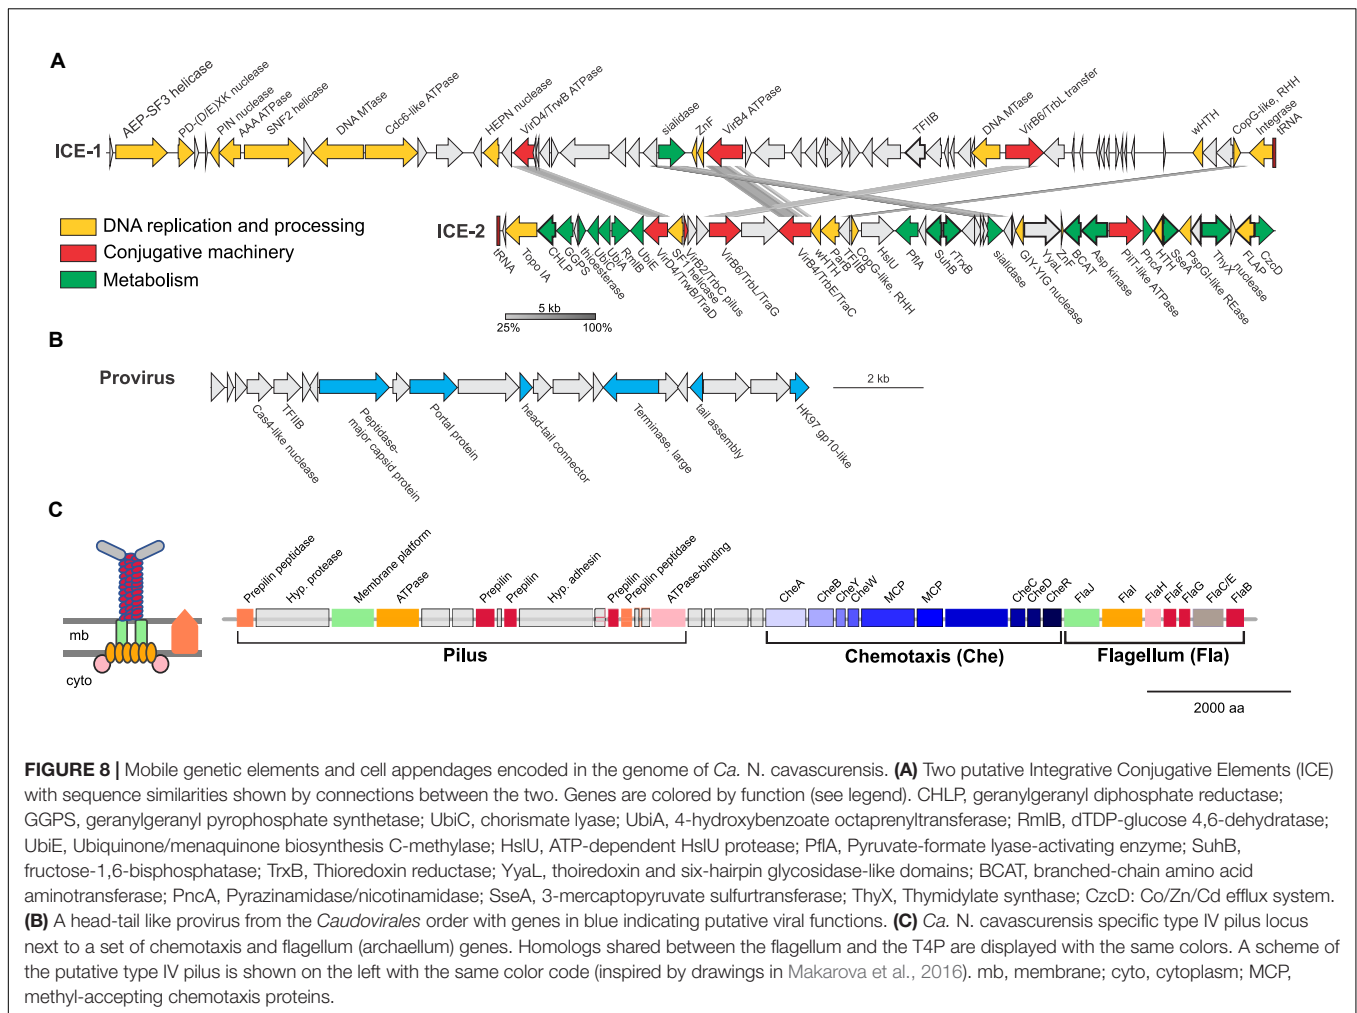 A
AEP-SF3 helicase
PD-(D/E)XK nuclease
PIN nuclease
AAA ATPase
SNF2 helicase
DNA MTase
Cdc6-like ATPase
HEPN nuclease
VirD4/TrwB ATPase
sialidase
ZnF
VirB4 ATPase
TFIIB
DNA MTase
VirB6/TrbL transfer
wHTH
CopG-like, RHH
Integrase
tRNA
ICE-1
DNA replication and processing
Conjugative machinery
Metabolism
ICE-2
tRNA
Topo IA
CHLP
GGPS
thioesterase
UbiC
UbiA
RmlB
UbiE
VirD4/TrwB/TraD
SF1 helicase
VirB2/TrbC pilus
VirB6/TrbL/TraG
VirB4/TrbE/TraC
wHTH
ParB
TFIIB
CopG-like, RHH
HslU
PflA
SuhB
rTrxB
sialidase
GIY-YIG nuclease
YyaL
ZnF
BCAT
Asp kinase
PilT-like ATPase
PncA
HTH
SseA
PspGI-like REase
ThyX
nuclease
FLAP
CzcD
5 kb
25% 100%
B
Provirus
Cas4-like nuclease
TFIIB
Peptidase-
major capsid protein
Portal protein
head-tail connector
Terminase, large
tail assembly
HK97 gp10-like
2 kb
C
mb
cyto
Prepilin peptidase
Hyp. protease
Membrane platform
ATPase
Prepilin
Prepilin
Hyp. adhesin
Prepilin
Prepilin peptidase
ATPase-binding
CheA
CheB
CheY
CheW
MCP
MCP
CheC
CheD
CheR
FlaJ
FlaI
FlaH
FlaF
FlaG
FlaC/E
FlaB
Pilus
Chemotaxis (Che)
Flagellum (Fla)
2000 aa
FIGURE 8 | Mobile genetic elements and cell appendages encoded in the genome of Ca. N. cavascurensis. (A) Two putative Integrative Conjugative Elements (ICE)
with sequence similarities shown by connections between the two. Genes are colored by function (see legend). CHLP, geranylgeranyl diphosphate reductase;
GGPS, geranylgeranyl pyrophosphate synthetase; UbiC, chorismate lyase; UbiA, 4-hydroxybenzoate octaprenyltransferase; RmlB, dTDP-glucose 4,6-dehydratase;
UbiE, Ubiquinone/menaquinone biosynthesis C-methylase; HslU, ATP-dependent HslU protease; PflA, Pyruvate-formate lyase-activating enzyme; SuhB,
fructose-1,6-bisphosphatase; TrxB, Thioredoxin reductase; YyaL, thoiredoxin and six-hairpin glycosidase-like domains; BCAT, branched-chain amino acid
aminotransferase; PncA, Pyrazinamidase/nicotinamidase; SseA, 3-mercaptopyruvate sulfurtransferase; ThyX, Thymidylate synthase; CzcD: Co/Zn/Cd efflux system.
(B) A head-tail like provirus from the Caudovirales order with genes in blue indicating putative viral functions. (C) Ca. N. cavascurensis specific type IV pilus locus
next to a set of chemotaxis and flagellum (archaellum) genes. Homologs shared between the flagellum and the T4P are displayed with the same colors. A scheme of
the putative type IV pilus is shown on the left with the same color code (inspired by drawings in Makarova et al., 2016). mb, membrane; cyto, cytoplasm; MCP,
methyl-accepting chemotaxis proteins.